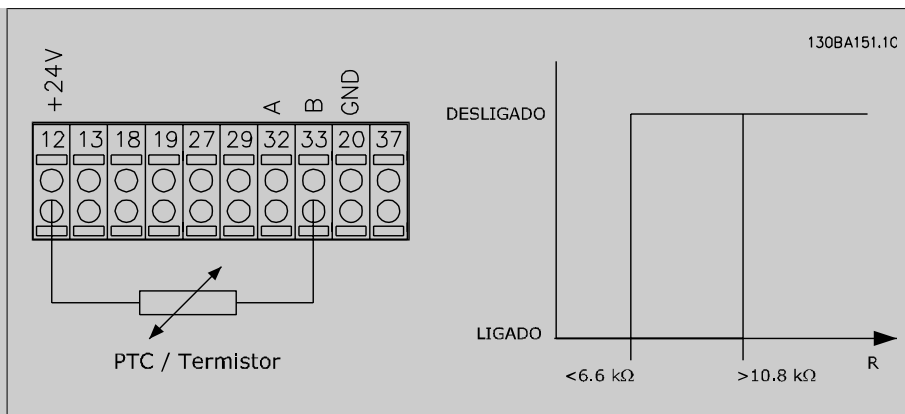 130BA151.10
+24V
A
B
GND
12 13 18 19 27 29 32 33 20 37
PTC / Termistor
DESLIGADO
LIGADO
<6.6 kΩ
>10.8 kΩ
R